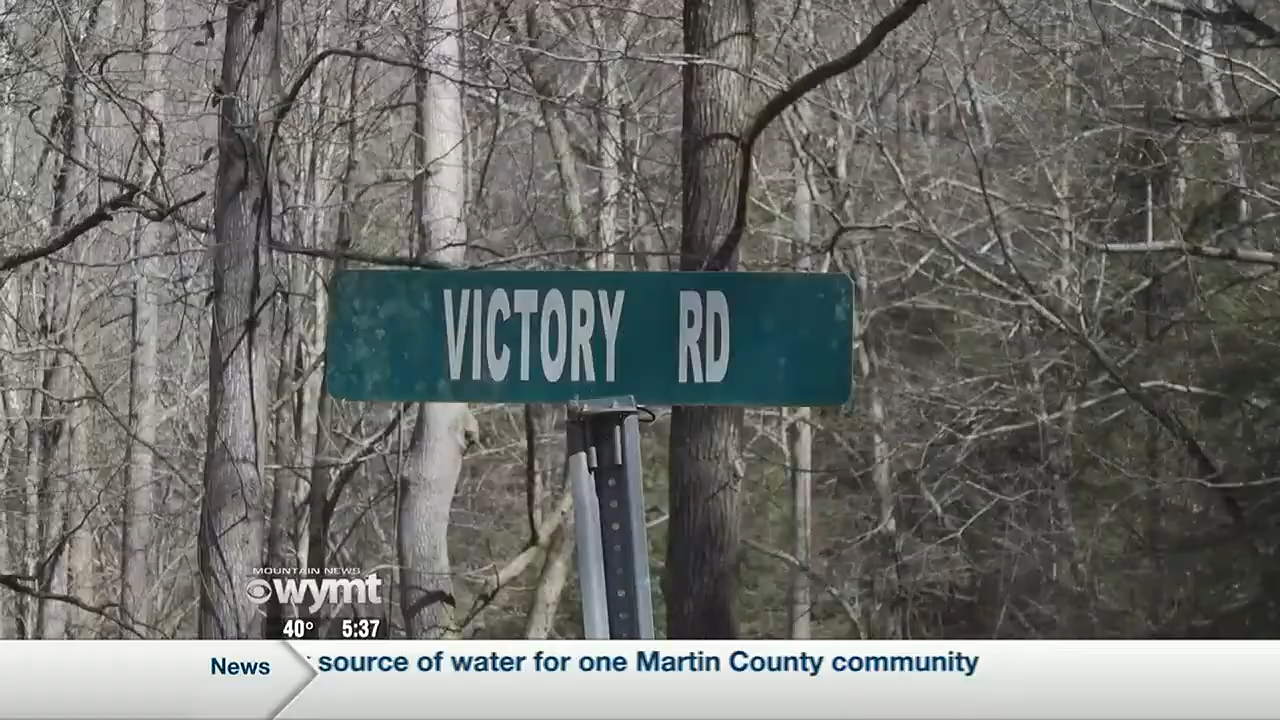 VICTORY RD
MOUNTAIN NEWS
wymt
40° 5:37
News source of water for one Martin County community